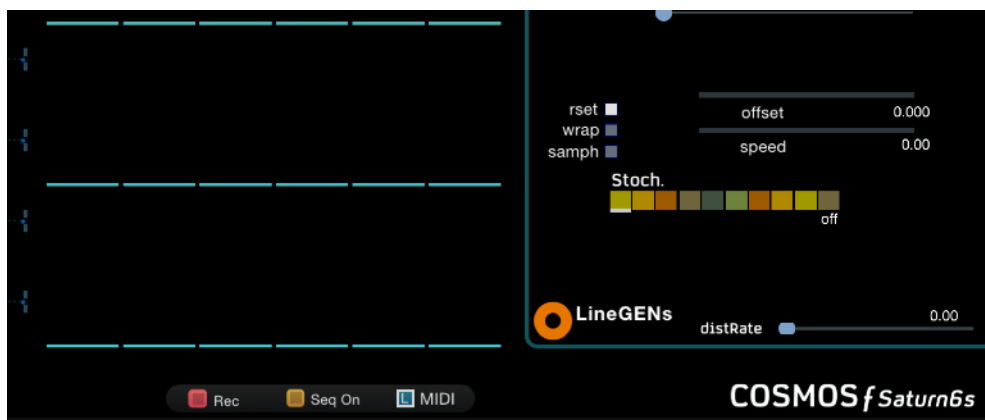 rset
offset 0.000
wrap
speed 0.00
samph
Stoch.
off
LineGENs
distRate 0.00
Rec Seq On L MIDI
COSMOS f Saturn6s